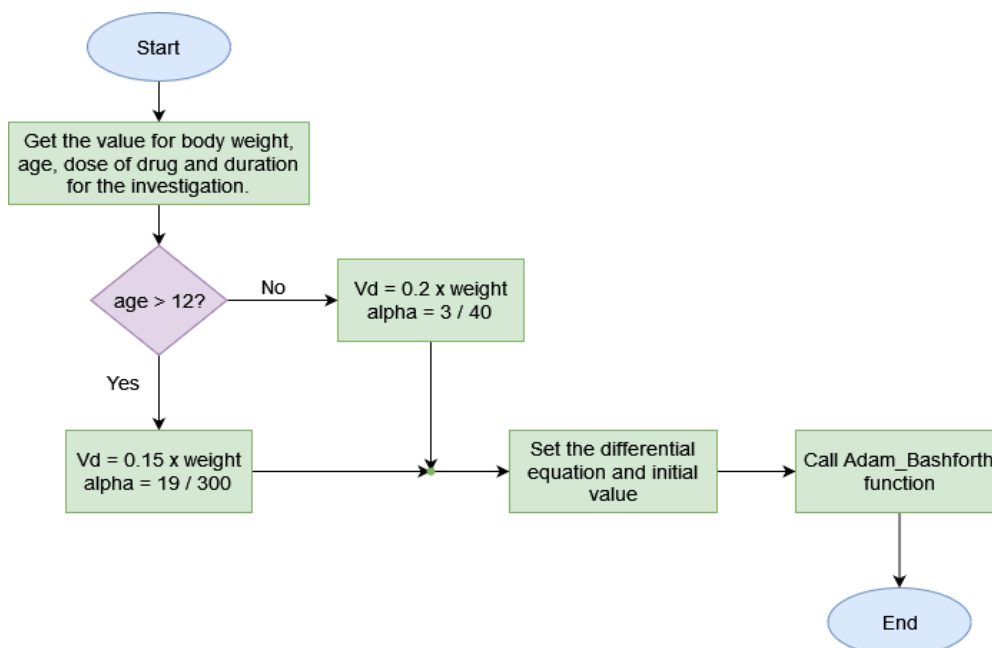 Start
Get the value for body weight,
age, dose of drug and duration
for the investigation.
age > 12?
No
Vd = 0.2 x weight
alpha = 3 / 40
Yes
Vd = 0.15 x weight
alpha = 19 / 300
Set the differential
equation and initial
value
Call Adam_Bashforth
function
End